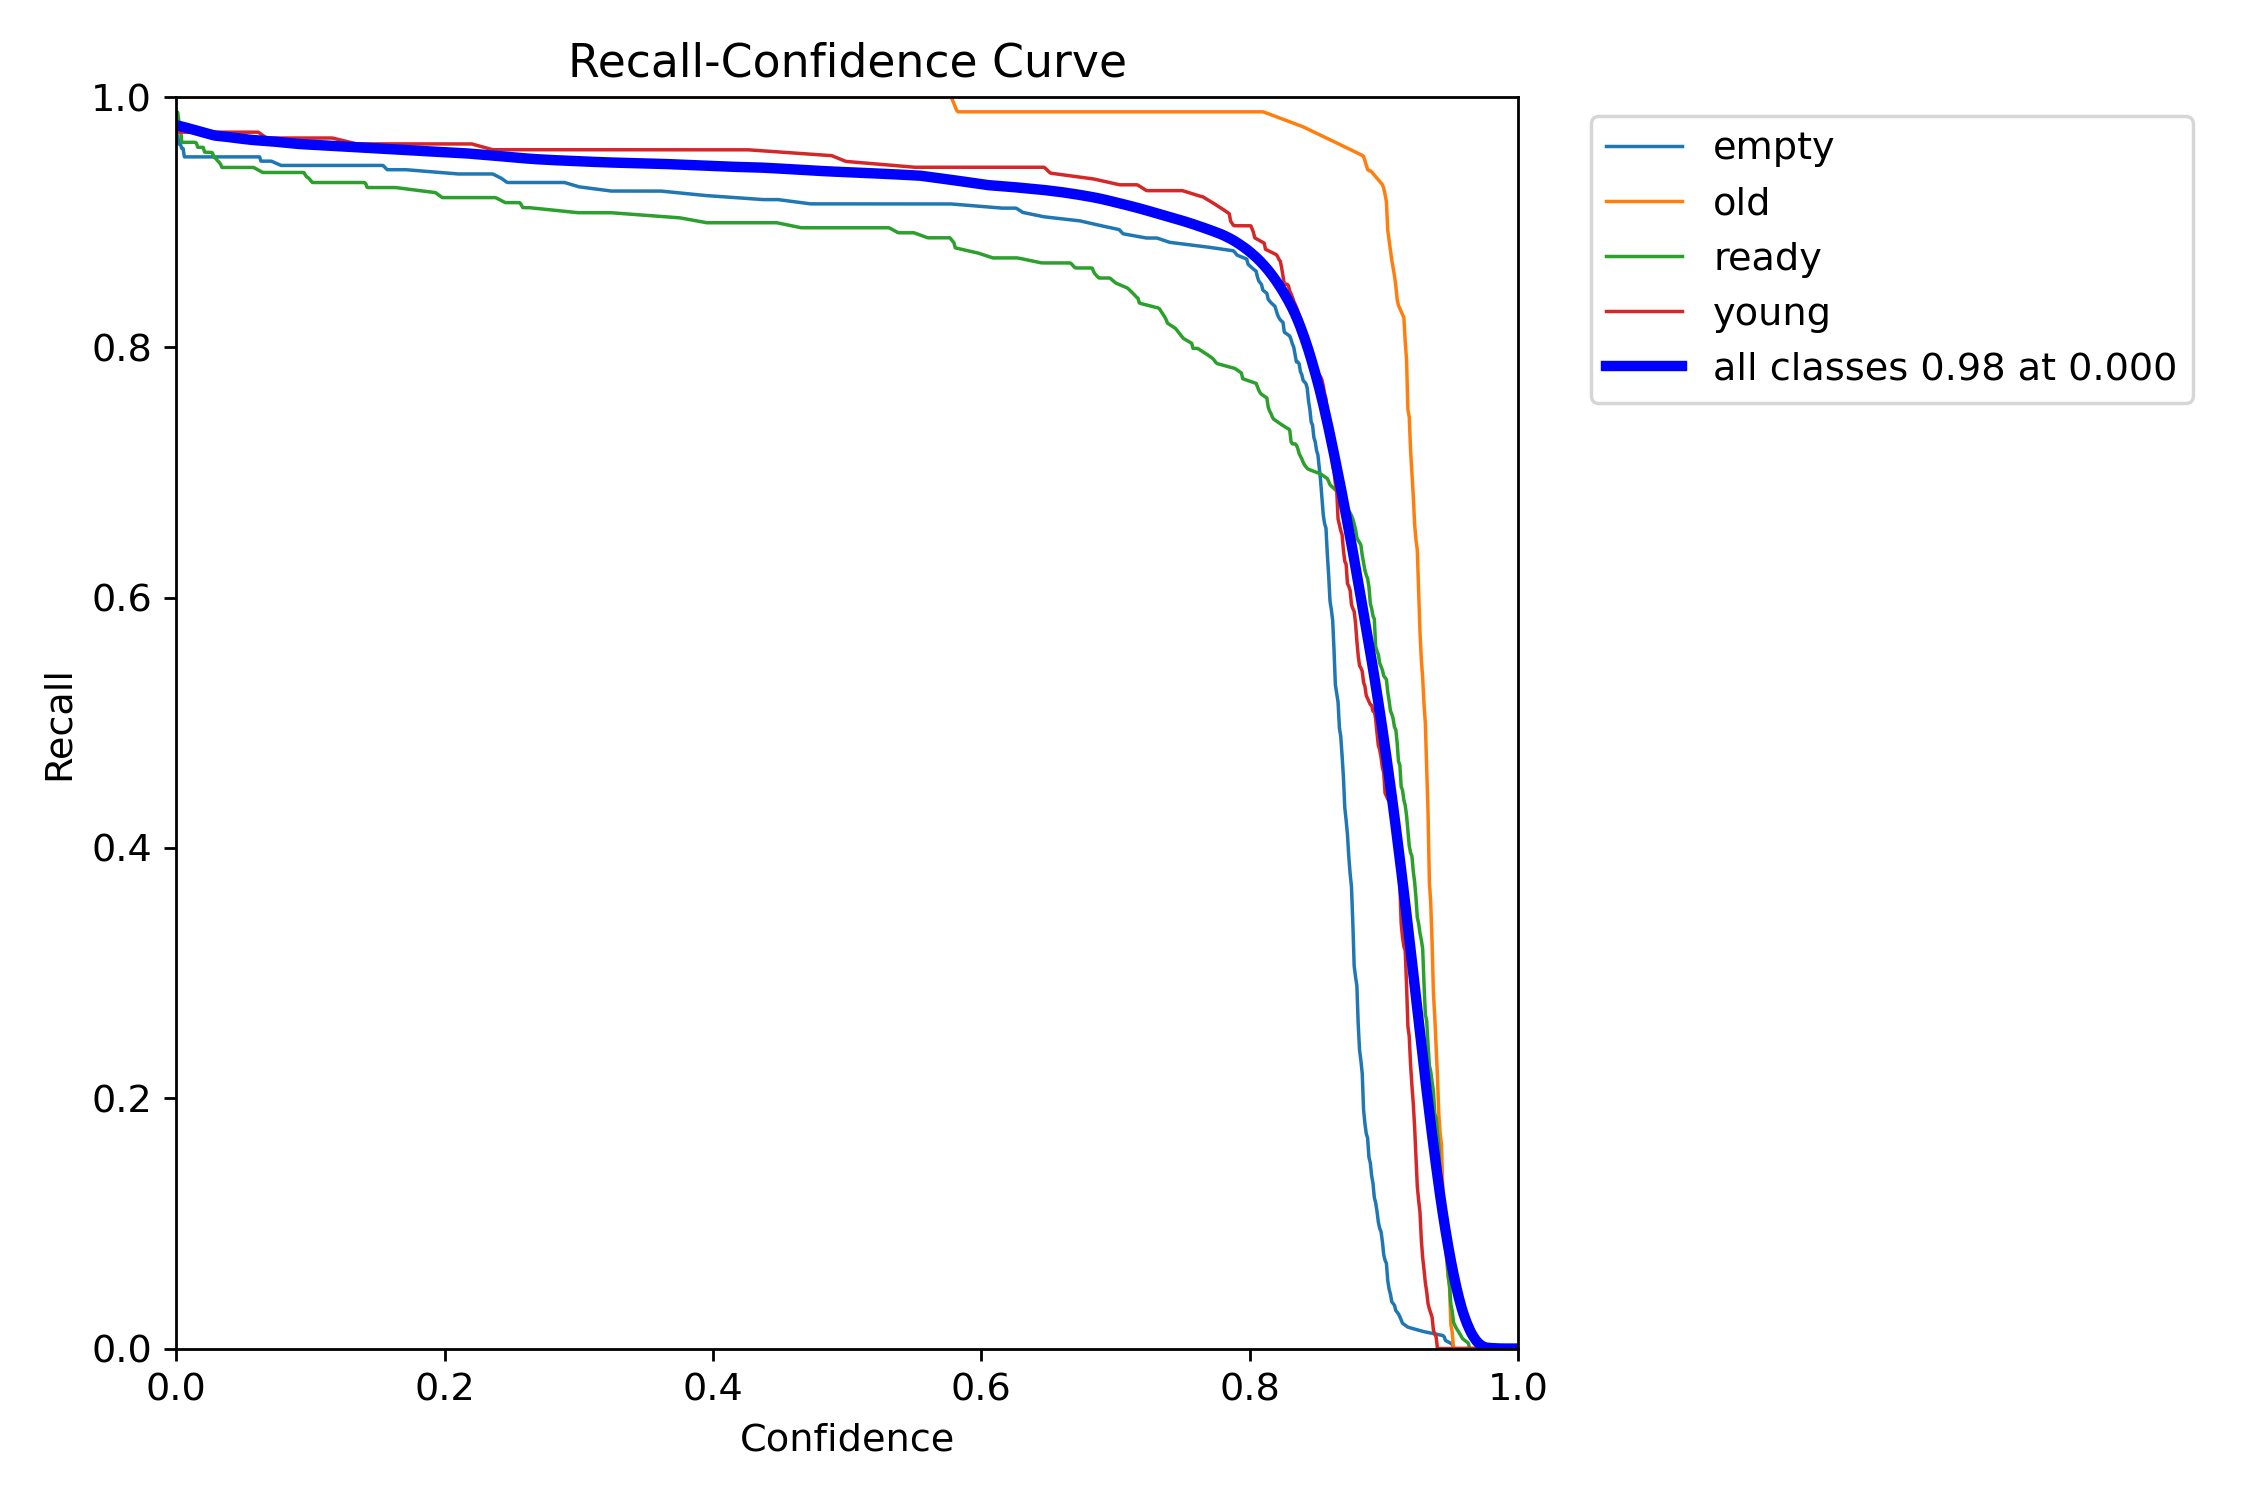 Recall-Confidence Curve
1.0
0.8
0.6
0.4
0.2
0.0
Recall
0.0 0.2 0.4 0.6 0.8 1.0
Confidence
empty
old
ready
young
all classes 0.98 at 0.000